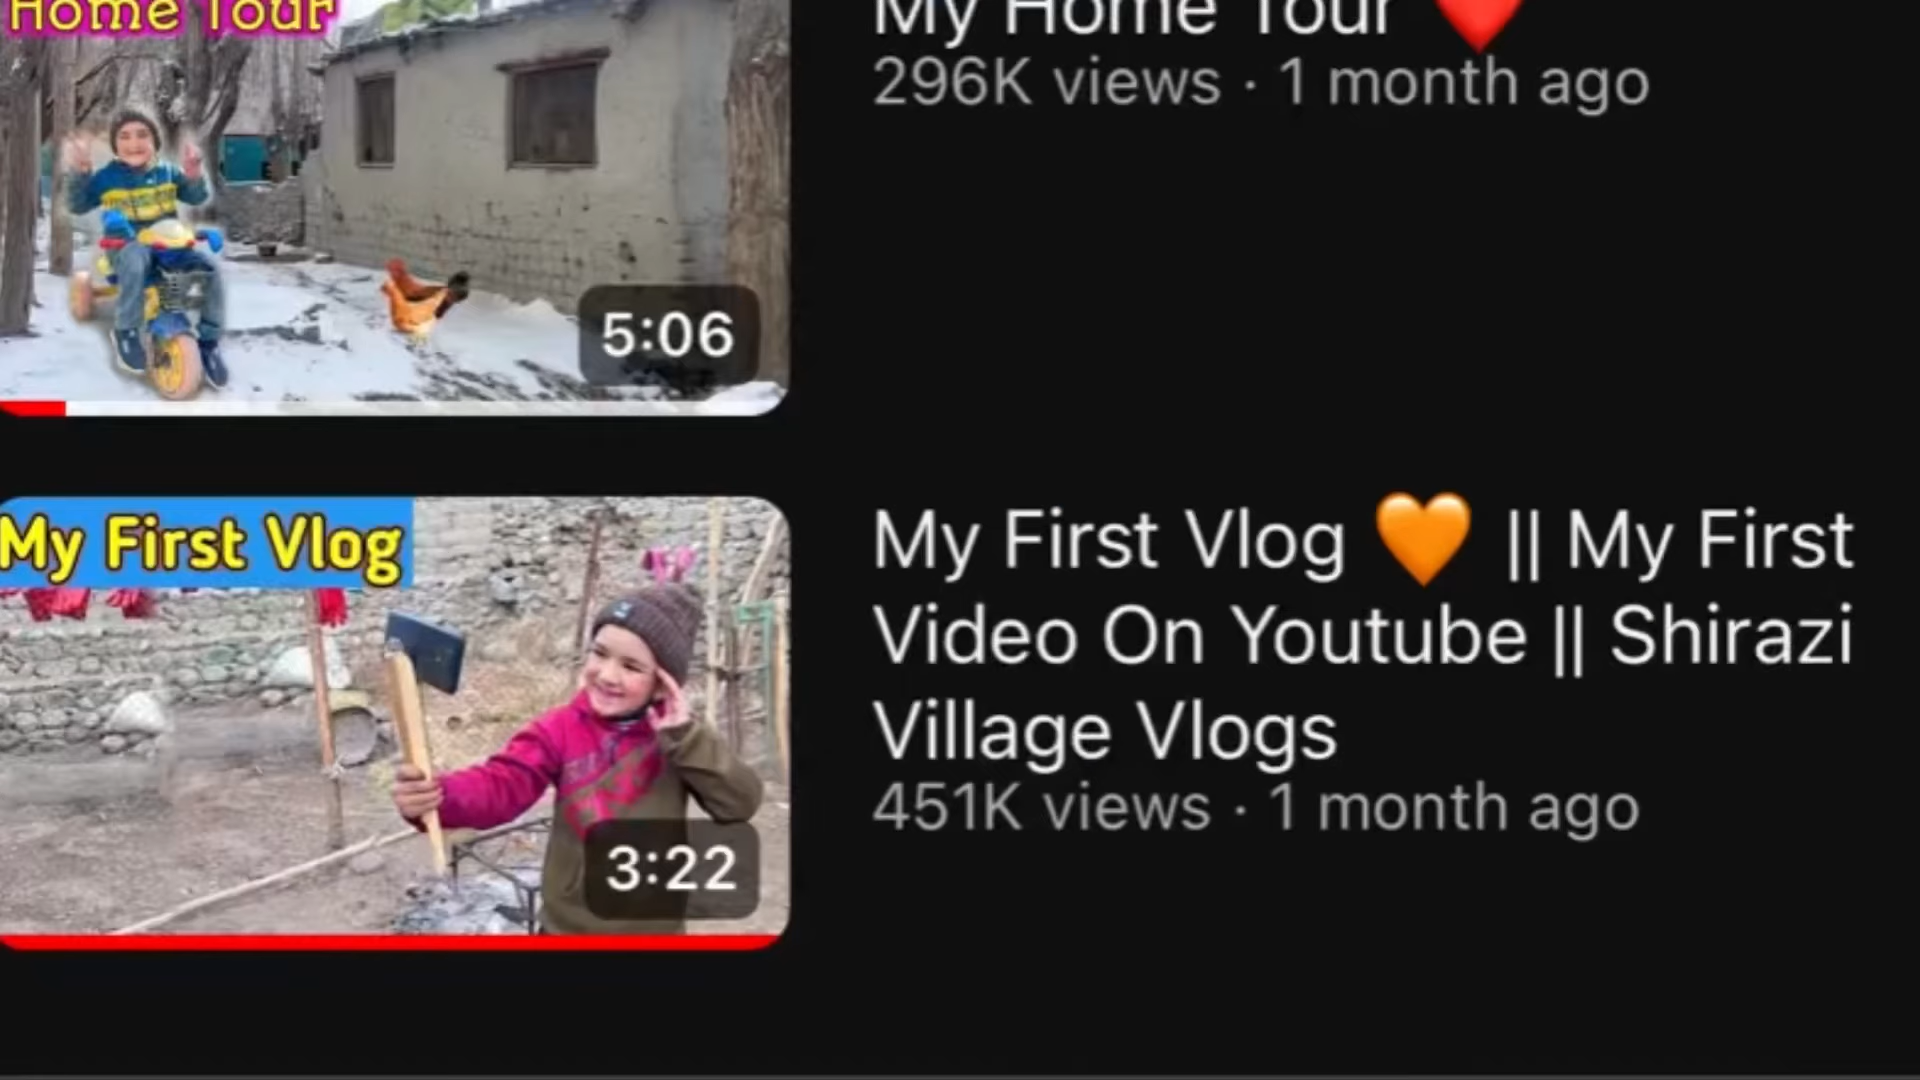 Home Tour
My Home Tour ❤️
296K views · 1 month ago
5:06
My First Vlog
My First Vlog 🧡 || My First
Video On Youtube || Shirazi
Village Vlogs
451K views · 1 month ago
3:22